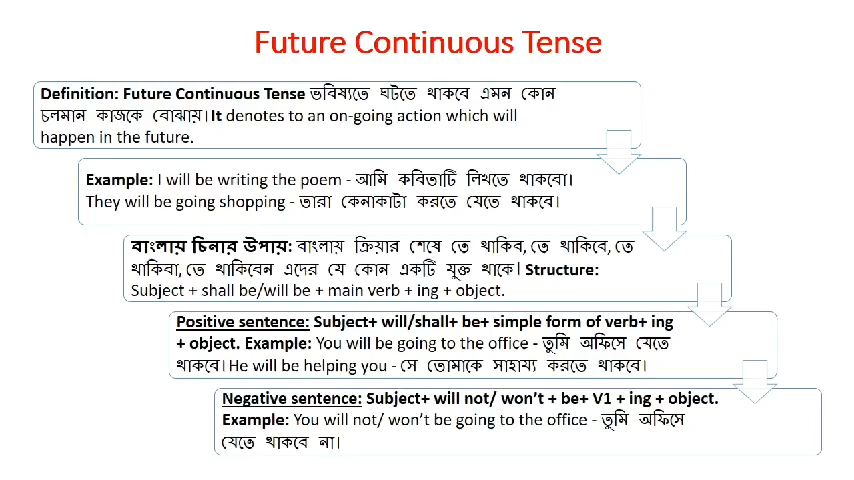 Future Continuous Tense
Definition: Future Continuous Tense ভবিষ্যতে ঘটতে থাকবে এমন কোন
চলমান কাজকে বোঝায়। It denotes to an on-going action which will
happen in the future.
Example: I will be writing the poem - আমি কবিতাটি লিখতে থাকবো।
They will be going shopping - তারা কেনাকাটা করতে যেতে থাকবে।
বাংলায় চিনার উপায়: বাংলায় ক্রিয়ার শেষে তে থাকিব, তে থাকিবে, তে
থাকিবা, তে থাকিবেন এদের যে কোন একটি যুক্ত থাকে। Structure:
Subject + shall be/will be + main verb + ing + object.
Positive sentence: Subject+ will/shall+ be+ simple form of verb+ ing
+ object. Example: You will be going to the office - তুমি অফিসে যেতে
থাকবে। He will be helping you - সে তোমাকে সাহায্য করতে থাকবে।
Negative sentence: Subject+ will not/ won’t + be+ V1 + ing + object.
Example: You will not/ won’t be going to the office - তুমি অফিসে
যেতে থাকবে না।